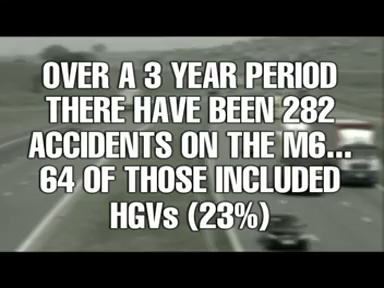 OVER A 3 YEAR PERIOD
THERE HAVE BEEN 282
ACCIDENTS ON THE M6...
64 OF THOSE INCLUDED
HGVs (23%)